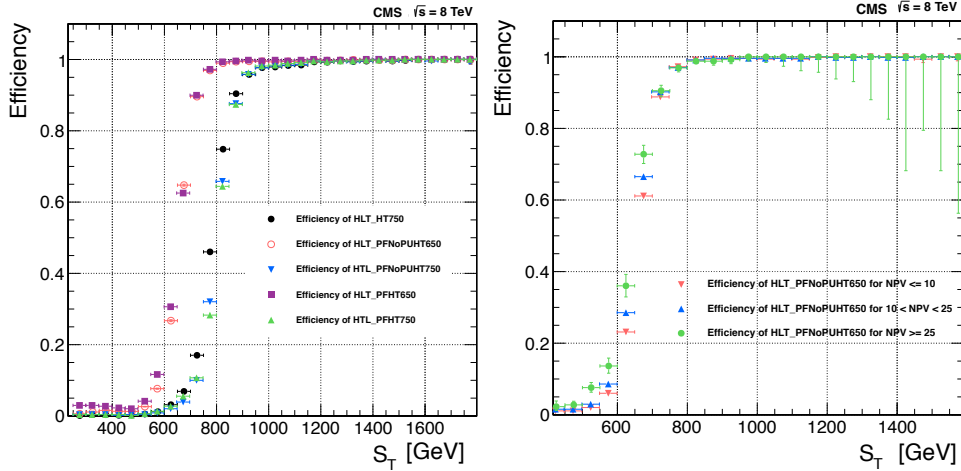 CMS √s = 8 TeV
Efficiency
1
0.8
0.6
0.4
0.2
0
Efficiency of HLT_HT750
Efficiency of HLT_PFNoPUHT650
Efficiency of HTL_PFNoPUHT750
Efficiency of HLT_PFHT650
Efficiency of HTL_PFHT750
400 600 800 1000 1200 1400 1600
S_T [GeV]
CMS √s = 8 TeV
Efficiency
1
0.8
0.6
0.4
0.2
0
Efficiency of HLT_PFNoPUHT650 for NPV <= 10
Efficiency of HLT_PFNoPUHT650 for 10 < NPV < 25
Efficiency of HLT_PFNoPUHT650 for NPV >= 25
600 800 1000 1200 1400
S_T [GeV]